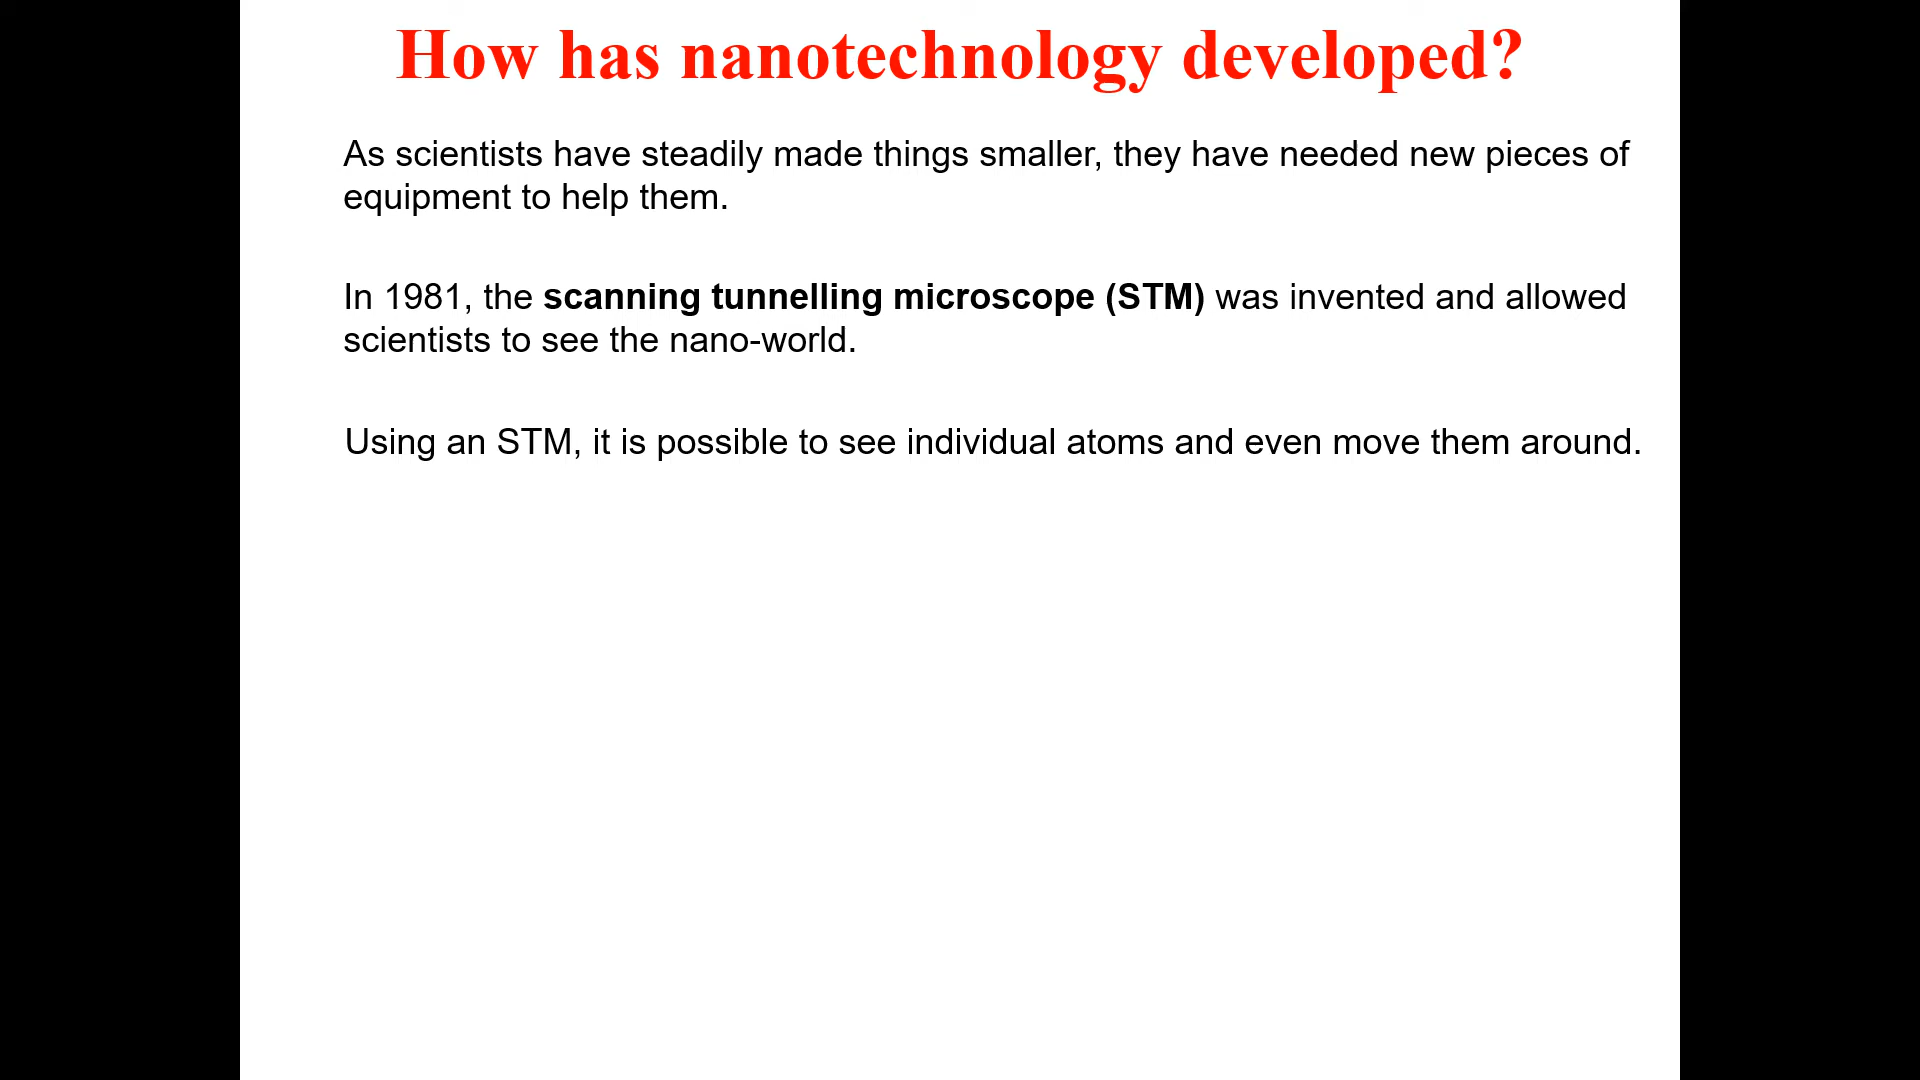 How has nanotechnology developed?
As scientists have steadily made things smaller, they have needed new pieces of
equipment to help them.
In 1981, the scanning tunnelling microscope (STM) was invented and allowed
scientists to see the nano-world.
Using an STM, it is possible to see individual atoms and even move them around.